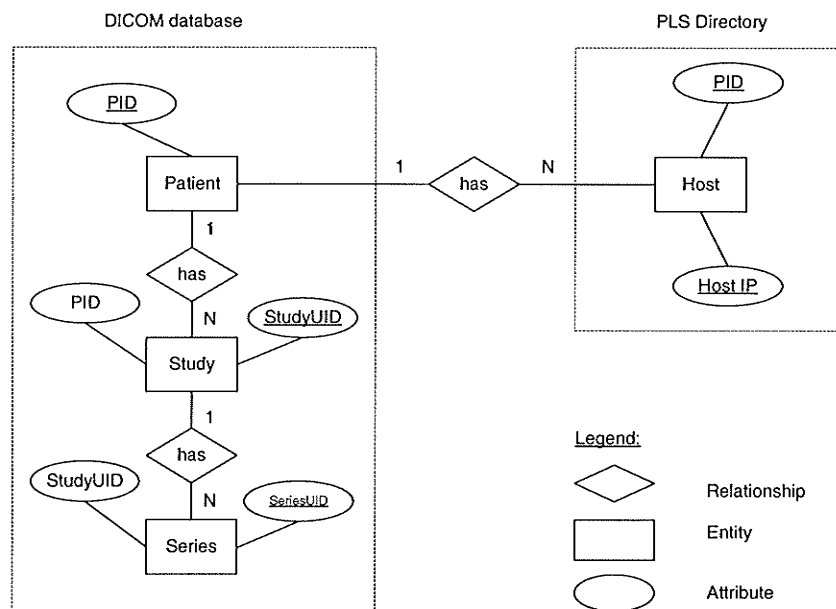 DICOM database
PLS Directory
PID
PID
Patient
1
has
N
Host
1
has
Host IP
PID
N
StudyUID
Study
1
Legend:
has
StudyUID
N
SeriesUID
Relationship
Series
Entity
Attribute